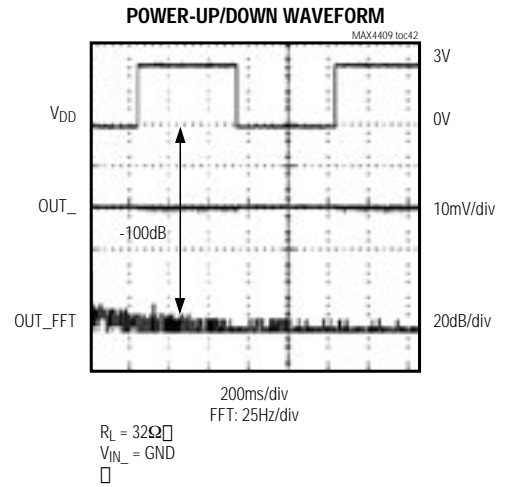 POWER-UP/DOWN WAVEFORM
MAX4409 toc42
3V
VDD
0V
OUT_
10mV/div
-100dB
OUT_FFT
20dB/div
200ms/div
FFT: 25Hz/div
RL = 32Ω▯
VIN_ = GND
▯